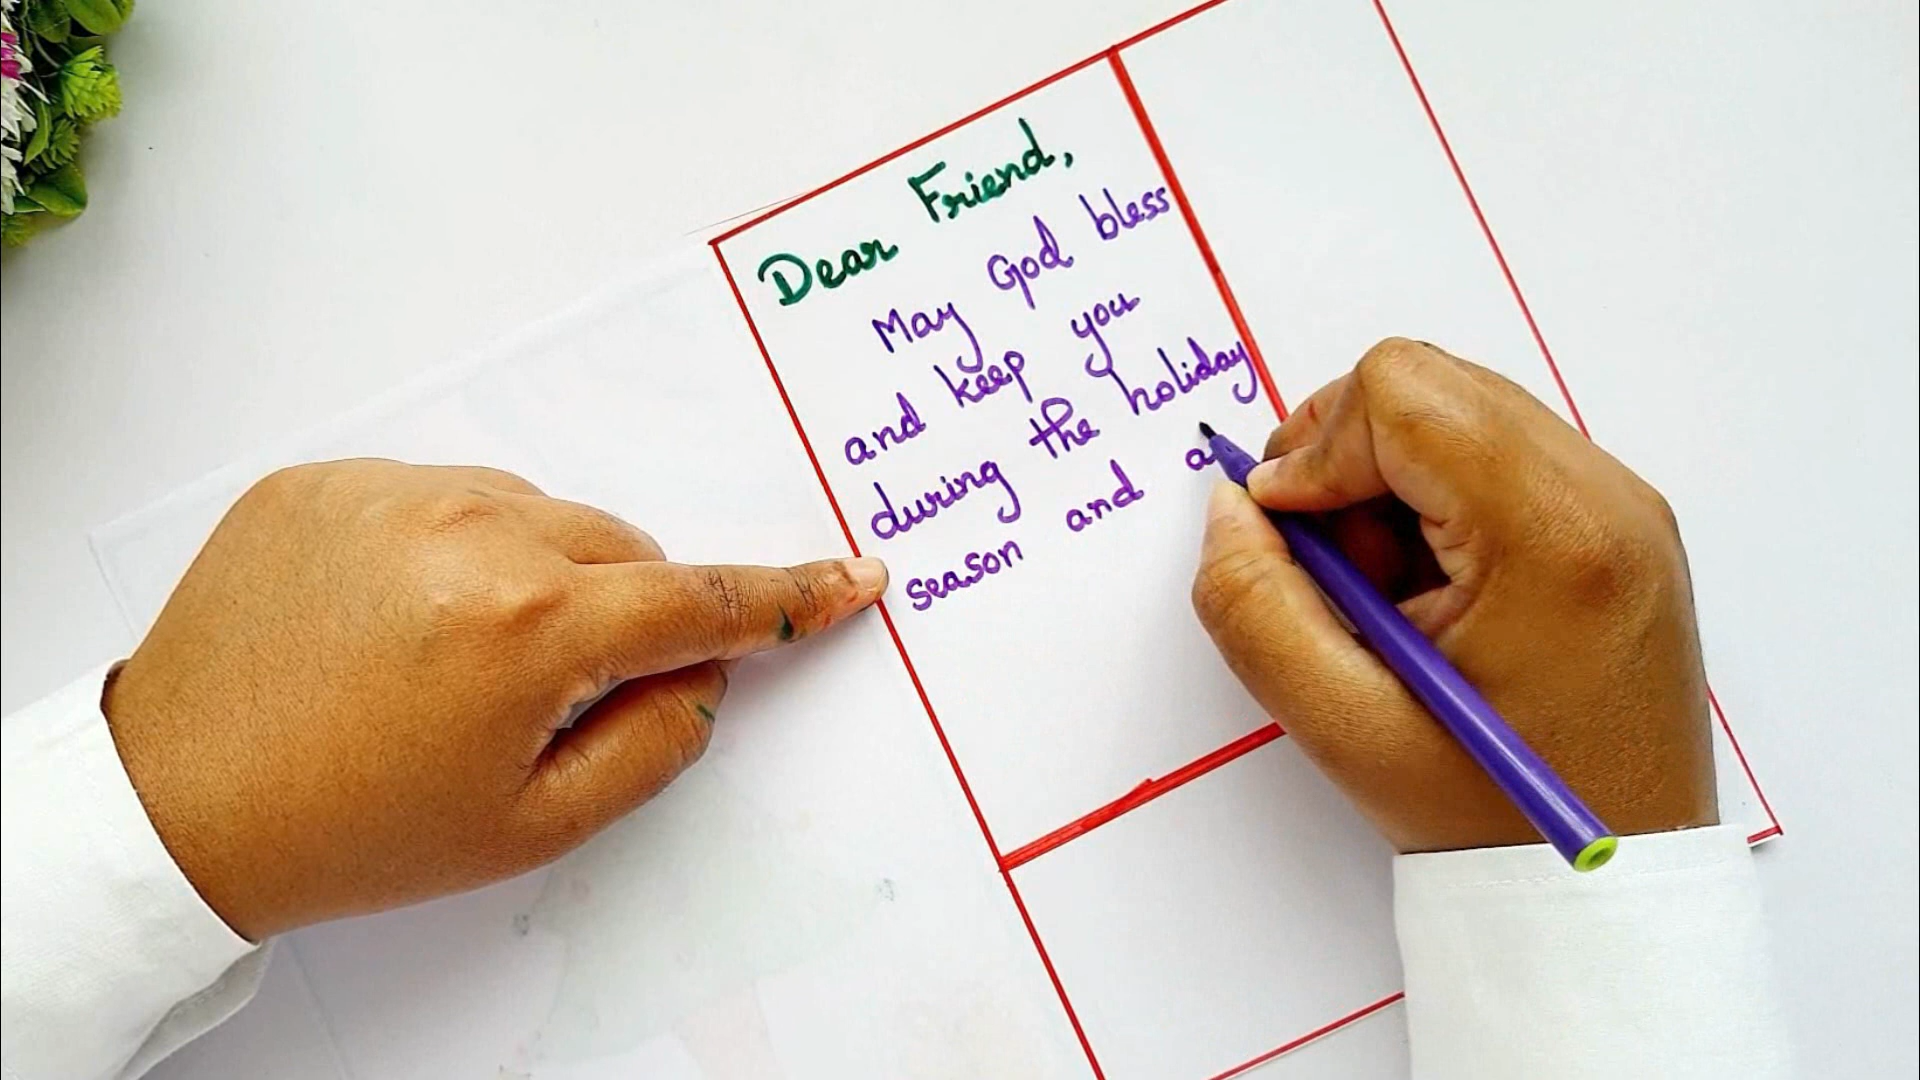 Dear Friend,
May God bless
and keep you
during the holiday
season and